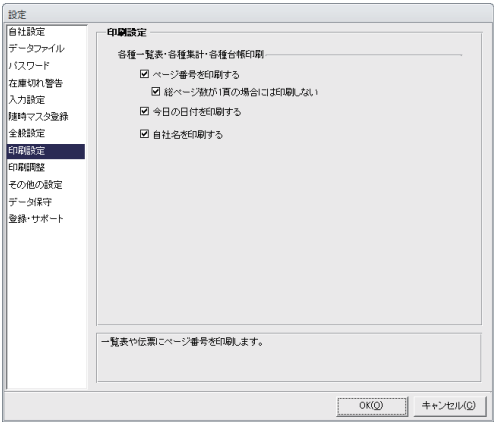 設定
自社設定
データファイル
パスワード
在庫切れ警告
入力設定
随時マスタ登録
全般設定
印刷設定
印刷調整
その他の設定
データ保守
登録・サポート
印刷設定
各種一覧表・各種集計・各種台帳印刷
ページ番号を印刷する
総ページ数が1頁の場合には印刷しない
今日の日付を印刷する
自社名を印刷する
一覧表や伝票にページ番号を印刷します。
OK(O)
キャンセル(C)